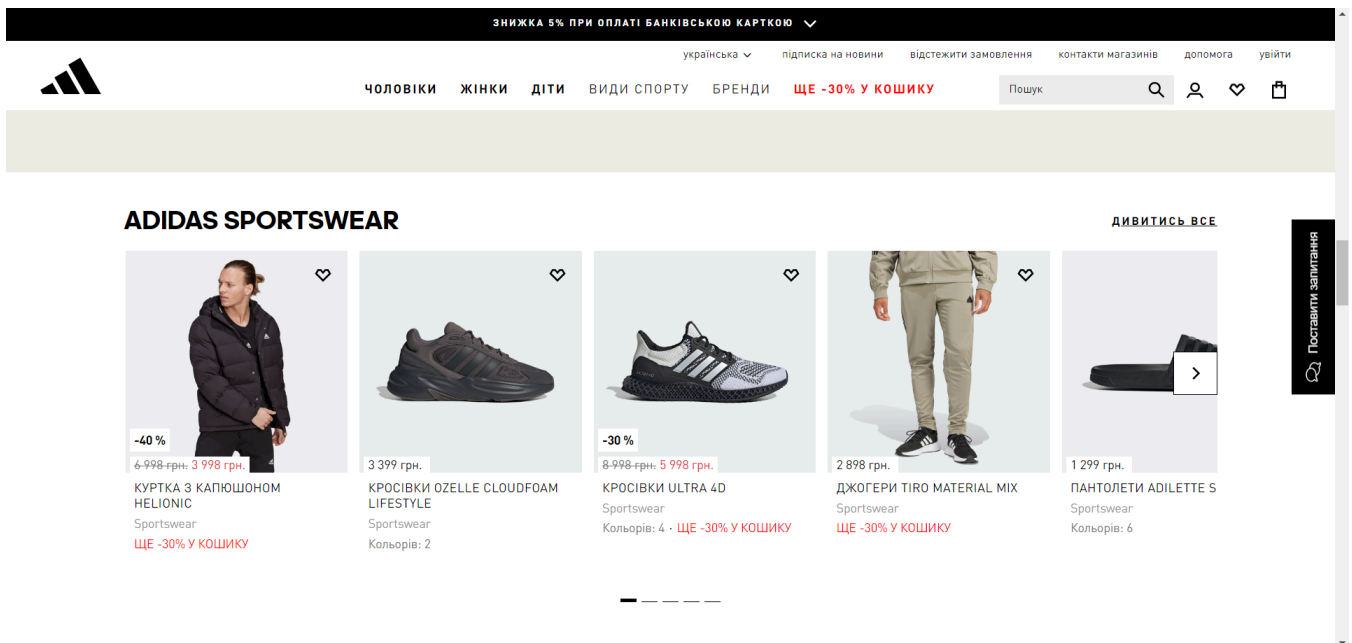 ЗНИЖКА 5% ПРИ ОПЛАТІ БАНКІВСЬКОЮ КАРТКОЮ
українська
підписка на новини
відстежити замовлення
контакти магазинів
допомога
увійти
ЧОЛОВІКИ
ЖІНКИ
ДІТИ
ВИДИ СПОРТУ
БРЕНДИ
ЩЕ -30% У КОШИКУ
Пошук
ADIDAS SPORTSWEAR
ДИВИТИСЬ ВСЕ
Поставити запитання
-40 %
6 998 грн. 3 998 грн.
КУРТКА З КАПЮШОНОМ
HELIONIC
Sportswear
ЩЕ -30% У КОШИКУ
3 399 грн.
КРОСІВКИ OZELLE CLOUDFOAM
LIFESTYLE
Sportswear
Кольорів: 2
-30 %
8 998 грн. 5 998 грн.
КРОСІВКИ ULTRA 4D
Sportswear
Кольорів: 4 · ЩЕ -30% У КОШИКУ
2 898 грн.
ДЖОГЕРИ TIRO MATERIAL MIX
Sportswear
ЩЕ -30% У КОШИКУ
1 299 грн.
ПАНТОЛЕТИ ADILETTE S
Sportswear
Кольорів: 6